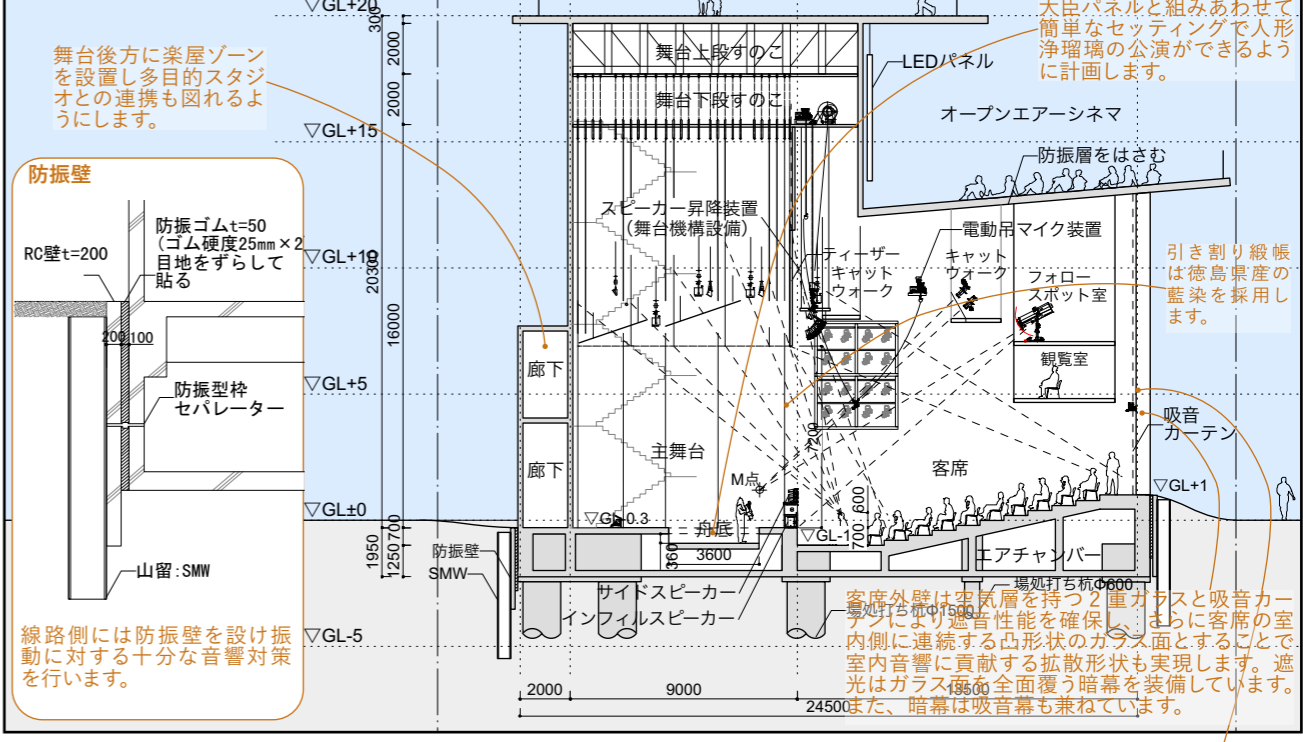 ▽GL+20
大臣パネルと組みあわせて
簡単なセッティングで人形
浄瑠璃の公演ができるよう
に計画します。
舞台後方に楽屋ゾーン
を設置し多目的スタジ
オとの連携も図れるよ
うにします。
300
2000
舞台上段すのこ
LEDパネル
2000
舞台下段すのこ
オープンエアーシネマ
▽GL+15
防振層をはさむ
防振壁
防振ゴムt=50
(ゴム硬度25mm×2
目地をずらして
貼る
RC壁t=200
スピーカー昇降装置
(舞台機構設備)
電動吊マイク装置
▽GL+10
20300
ティーザー
キャット
ウォーク
キャット
ウォーク
フォロー
スポット室
引き割り緞帳
は徳島県産の
藍染を採用し
ます。
16000
200
100
観覧室
廊下
▽GL+5
防振型枠
セパレーター
吸音
カーテン
主舞台
客席
廊下
M点
▽GL+1
▽GL±0
▽GL-0.3
舟底
▽GL-1
700
600
700
1950
1250
360
3600
エアチャンバー
防振壁
SMW
山留:SMW
サイドスピーカー
インフィルスピーカー
場処打ち杭Φ600
場処打ち杭Φ1500
線路側には防振壁を設け振
動に対する十分な音響対策
を行います。
▽GL-5
客席外壁は空気層を持つ2重ガラスと吸音カー
テンにより遮音性能を確保し、さらに客席の室
内側に連続する凸形状のガラス面とすることで
室内音響に貢献する拡散形状も実現します。遮
光はガラス面を全面覆う暗幕を装備しています。
また、暗幕は吸音幕も兼ねています。
2000
9000
13500
24500